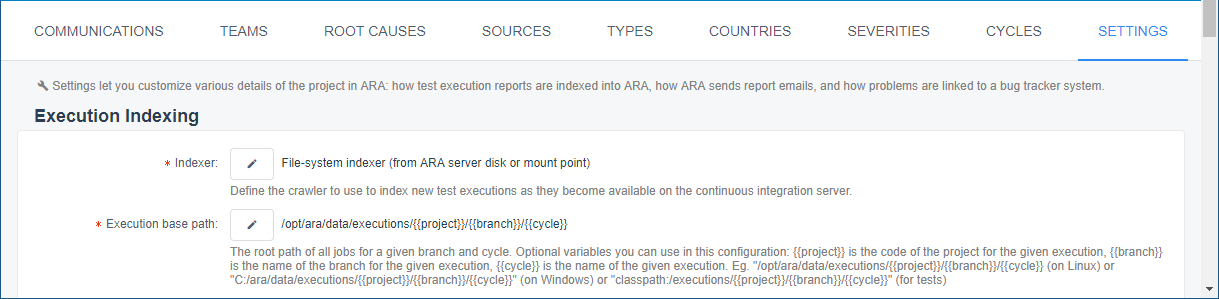 COMMUNICATIONS TEAMS ROOT CAUSES SOURCES TYPES COUNTRIES SEVERITIES CYCLES SETTINGS
Settings let you customize various details of the project in ARA: how test execution reports are indexed into ARA, how ARA sends report emails, and how problems are linked to a bug tracker system.
Execution Indexing
* Indexer: File-system indexer (from ARA server disk or mount point)
Define the crawler to use to index new test executions as they become available on the continuous integration server.
* Execution base path: /opt/ara/data/executions/{{project}}/{{branch}}/{{cycle}}
The root path of all jobs for a given branch and cycle. Optional variables you can use in this configuration: {{project}} is the code of the project for the given execution, {{branch}}
is the name of the branch for the given execution, {{cycle}} is the name of the given execution. Eg. "/opt/ara/data/executions/{{project}}/{{branch}}/{{cycle}} (on Linux) or
"C:/ara/data/executions/{{project}}/{{branch}}/{{cycle}}" (on Windows) or "classpath:/executions/{{project}}/{{branch}}/{{cycle}}" (for tests)